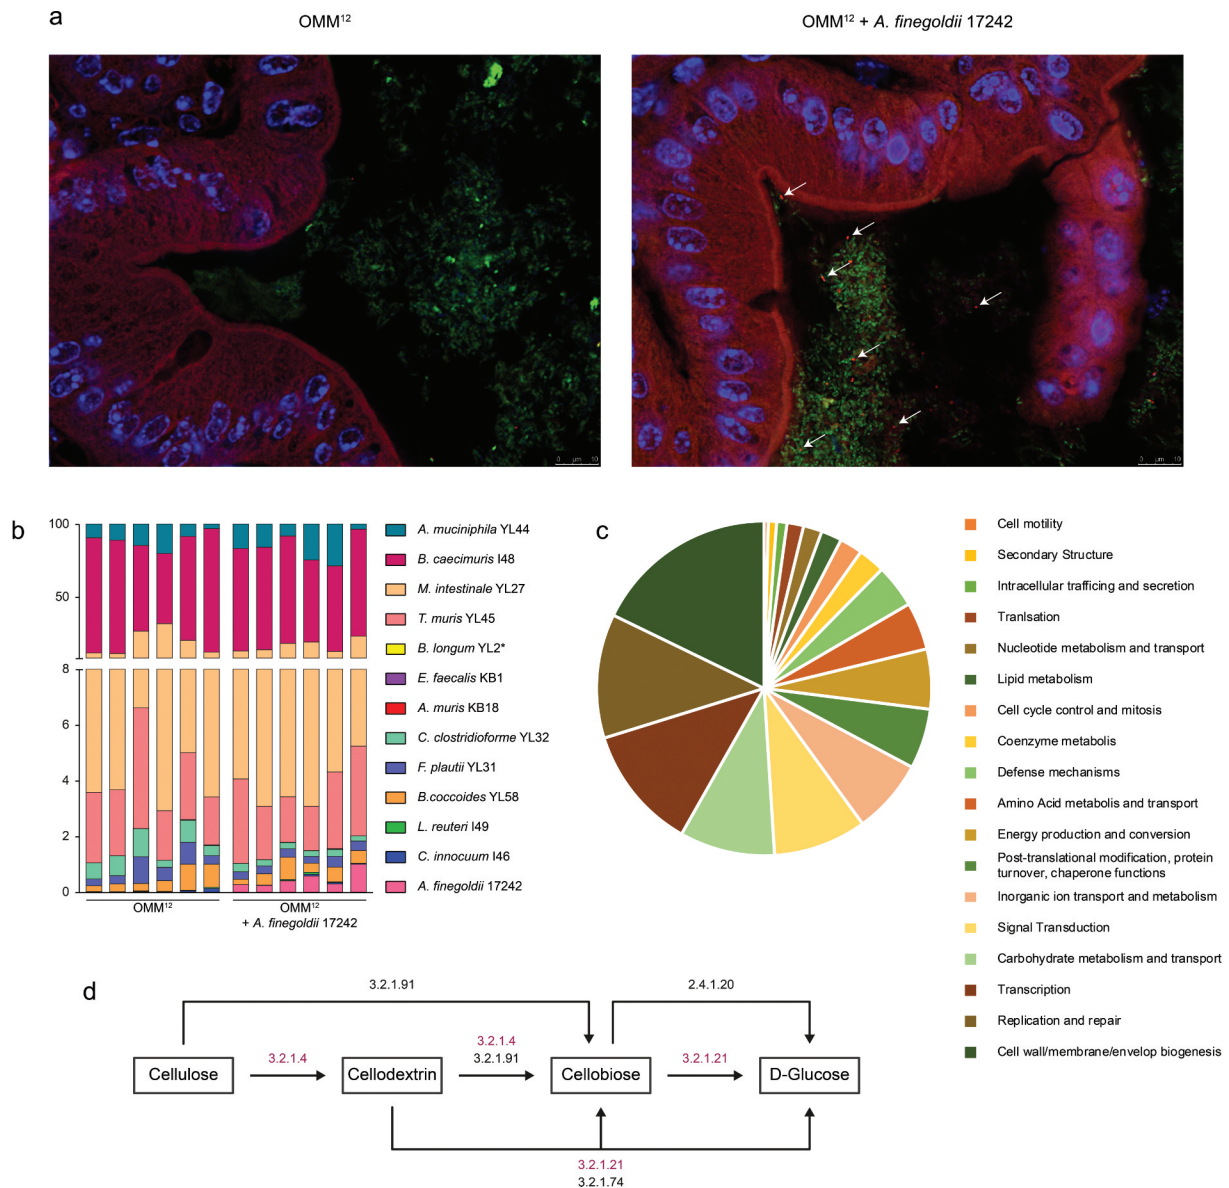 a
OMM¹²
OMM¹² + A. finegoldii 17242
0 µm 10
0 µm 10
b
100
50
8
6
4
2
0
OMM¹²
OMM¹²
+ A. finegoldii 17242
A. muciniphila YL44
B. caecimuris I48
M. intestinale YL27
T. muris YL45
B. longum YL2*
E. faecalis KB1
A. muris KB18
C. clostridioforme YL32
F. plautii YL31
B.coccoides YL58
L. reuteri I49
C. innocuum I46
A. finegoldii 17242
c
Cell motility
Secondary Structure
Intracellular trafficing and secretion
Tranlsation
Nucleotide metabolism and transport
Lipid metabolism
Cell cycle control and mitosis
Coenzyme metabolis
Defense mechanisms
Amino Acid metabolis and transport
Energy production and conversion
Post-translational modification, protein
turnover, chaperone functions
Inorganic ion transport and metabolism
Signal Transduction
Carbohydrate metabolism and transport
Transcription
Replication and repair
Cell wall/membrane/envelop biogenesis
d
3.2.1.91
2.4.1.20
3.2.1.4
3.2.1.4
3.2.1.91
3.2.1.21
Cellulose
Cellodextrin
Cellobiose
D-Glucose
3.2.1.21
3.2.1.74